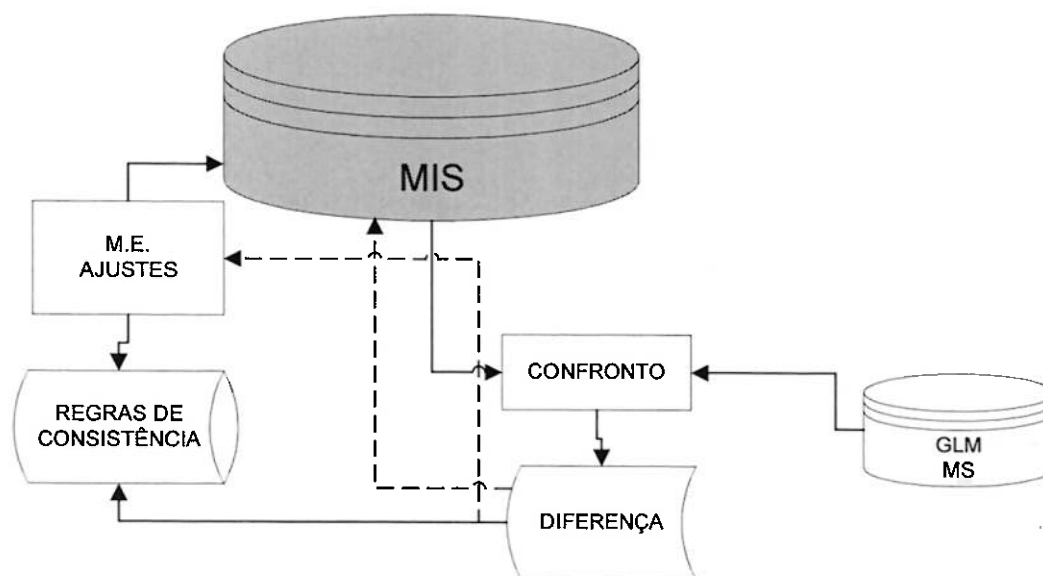 MIS
M.E.
AJUSTES
CONFRONTO
REGRAS DE
CONSISTÊNCIA
GLM
MS
DIFERENÇA